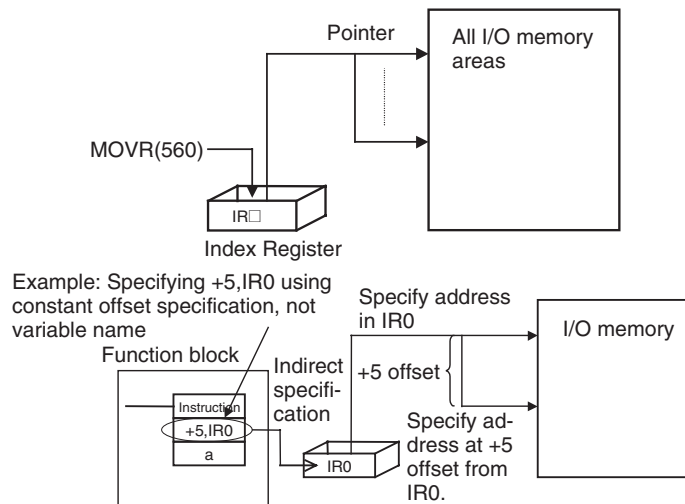 Pointer
All I/O memory
areas
MOVR(560)
IR□
Index Register
Example: Specifying +5,IR0 using
constant offset specification, not
variable name
Function block
Instruction
+5,IR0
a
Indirect
specifi-
cation
IR0
Specify address
in IR0
+5 offset
Specify ad-
dress at +5
offset from
IR0.
I/O memory